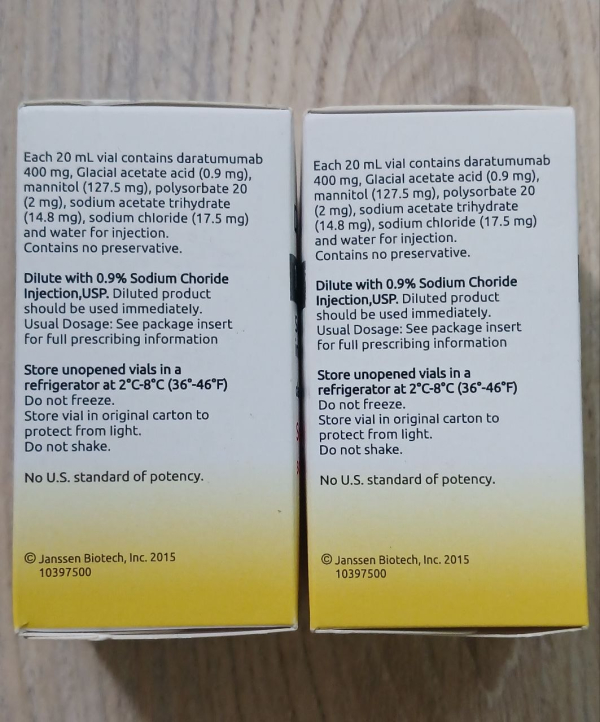 Each 20 mL vial contains daratumumab
400 mg, Glacial acetate acid (0.9 mg),
mannitol (127.5 mg), polysorbate 20
(2 mg), sodium acetate trihydrate
(14.8 mg), sodium chloride (17.5 mg)
and water for injection.
Contains no preservative.
Dilute with 0.9% Sodium Choride
Injection,USP. Diluted product
should be used immediately.
Usual Dosage: See package insert
for full prescribing information
Store unopened vials in a
refrigerator at 2°C-8°C (36°-46°F)
Do not freeze.
Store vial in original carton to
protect from light.
Do not shake.
No U.S. standard of potency.
© Janssen Biotech, Inc. 2015
10397500
Each 20 mL vial contains daratumumab
400 mg, Glacial acetate acid (0.9 mg),
mannitol (127.5 mg), polysorbate 20
(2 mg), sodium acetate trihydrate
(14.8 mg), sodium chloride (17.5 mg)
and water for injection.
Contains no preservative.
Dilute with 0.9% Sodium Choride
Injection,USP. Diluted product
should be used immediately.
Usual Dosage: See package insert
for full prescribing information
Store unopened vials in a
refrigerator at 2°C-8°C (36°-46°F)
Do not freeze.
Store vial in original carton to
protect from light.
Do not shake.
No U.S. standard of potency.
© Janssen Biotech, Inc. 2015
10397500